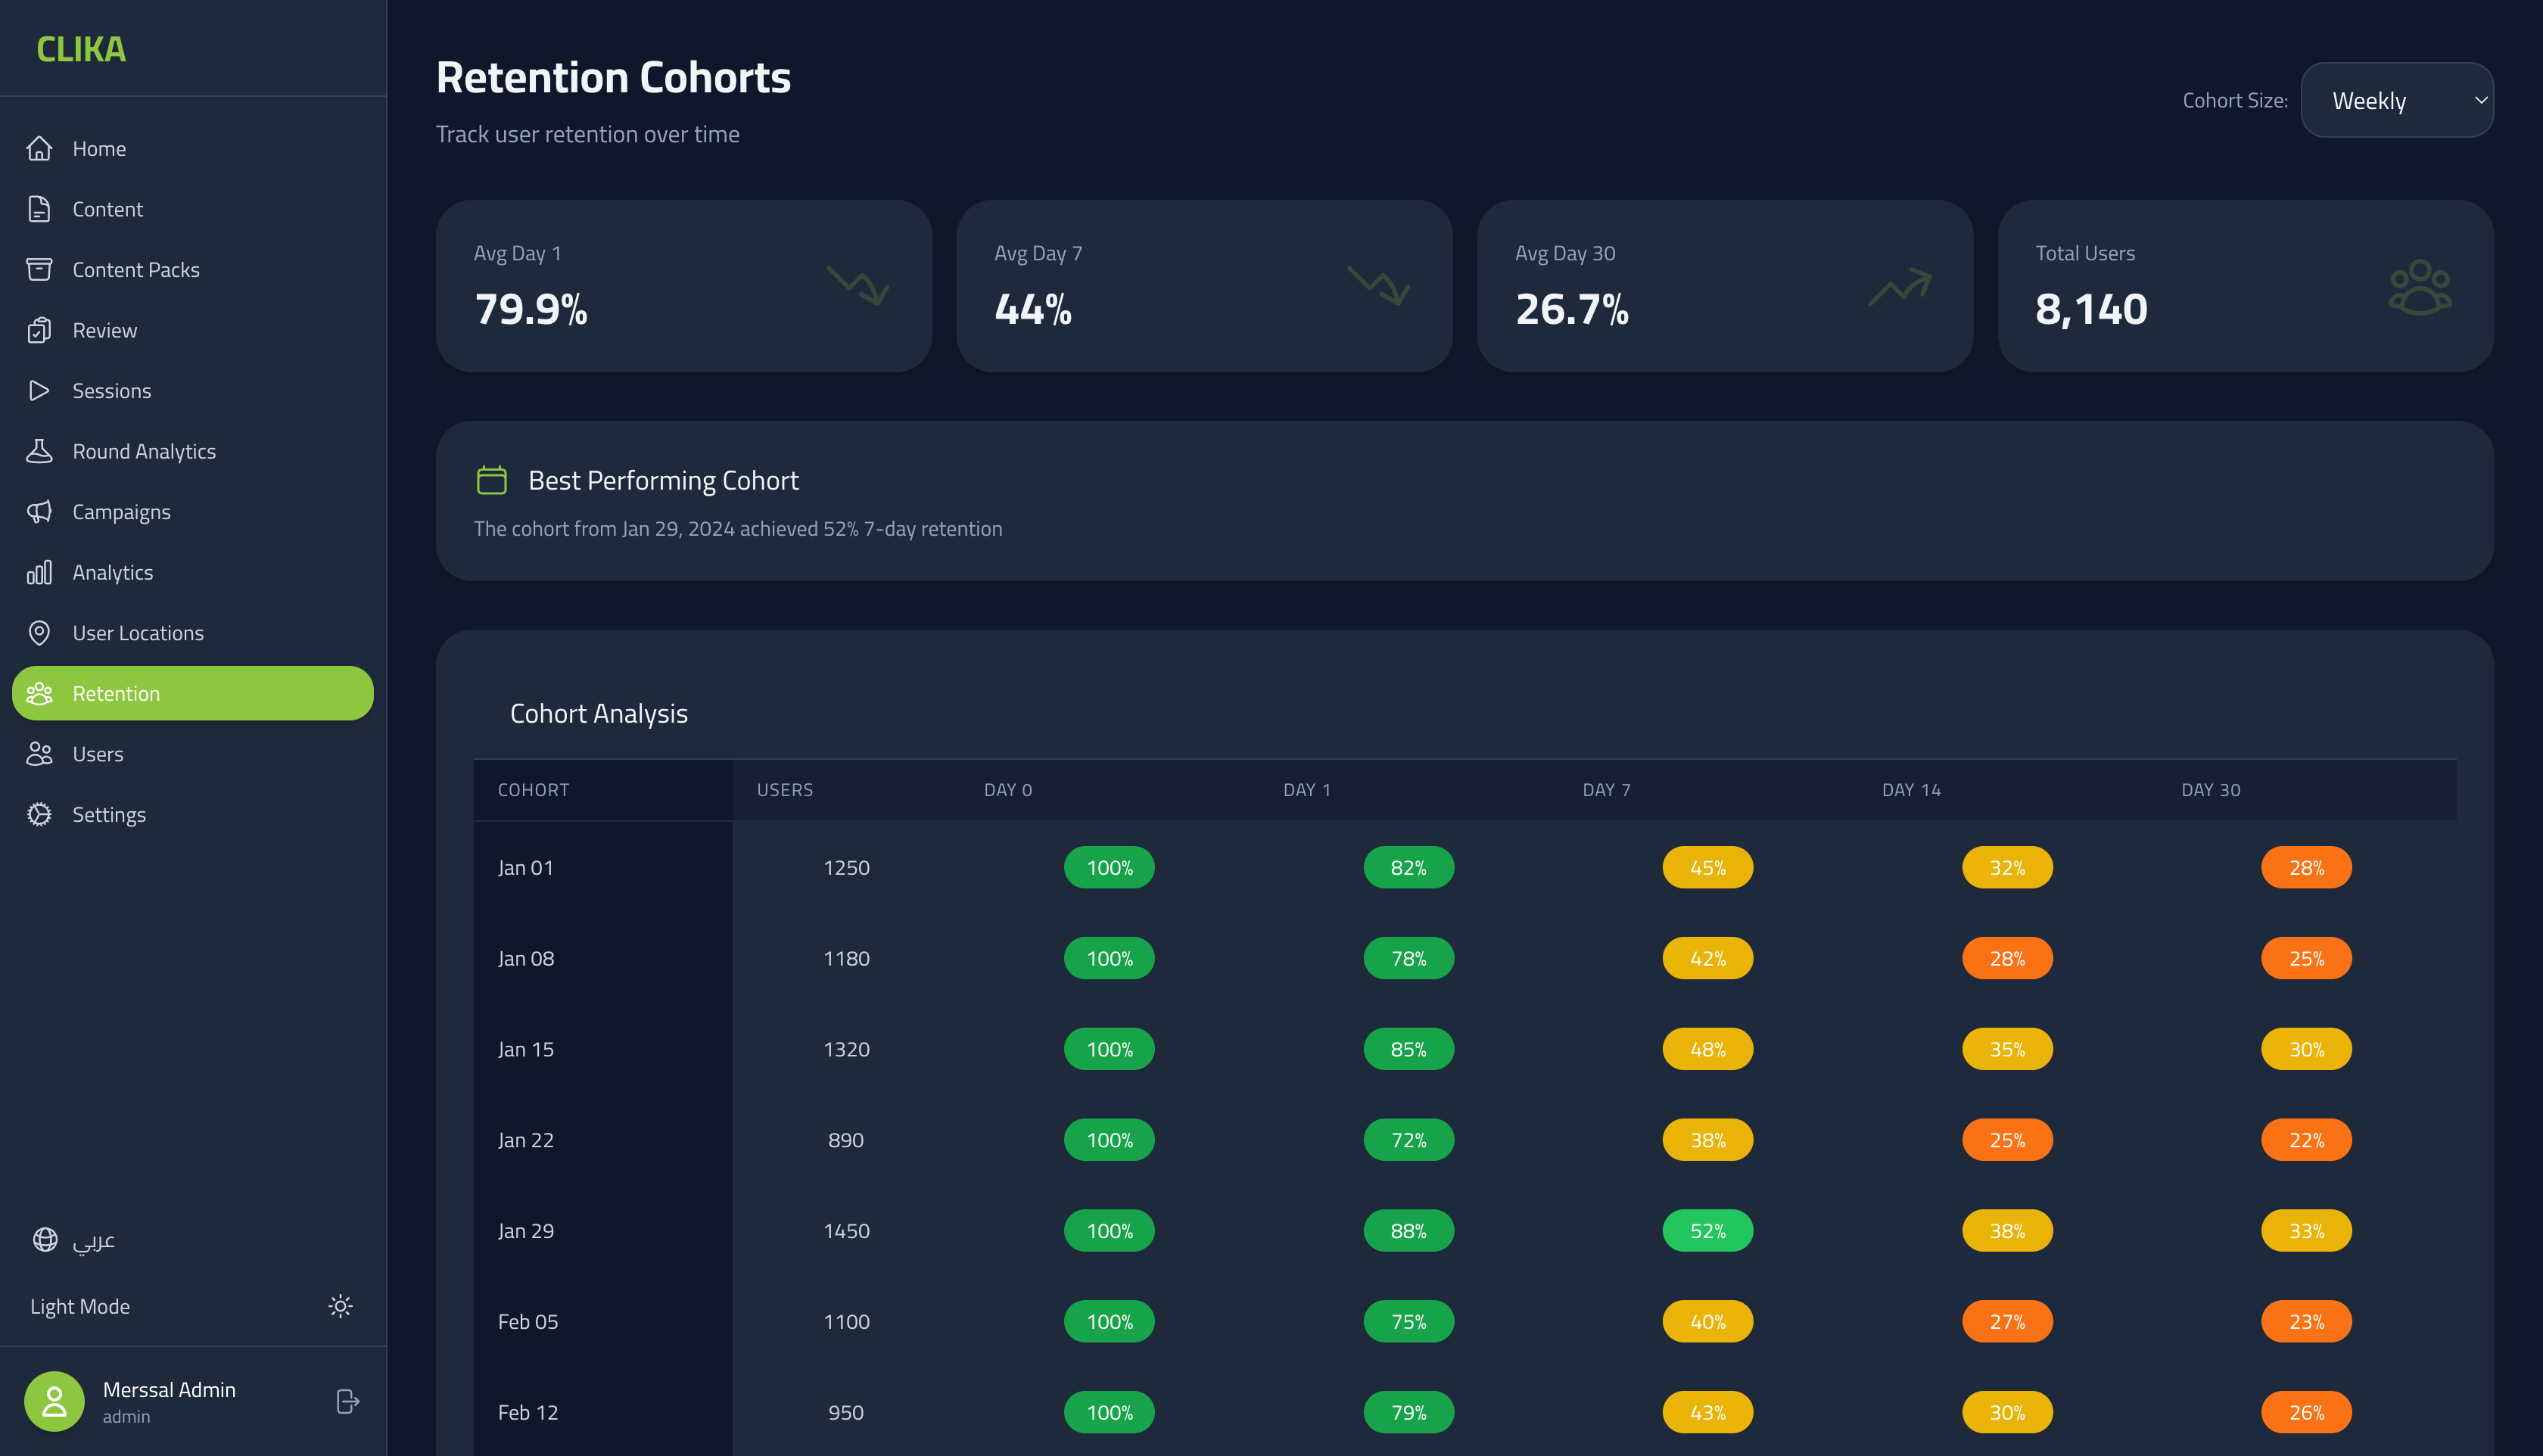 CLIKA
Home
Content
Content Packs
Review
Sessions
Round Analytics
Campaigns
Analytics
User Locations
Retention
Users
Settings
عربي
Light Mode
Merssal Admin
admin
Retention Cohorts
Track user retention over time
Cohort Size: Weekly
Avg Day 1
79.9%
Avg Day 7
44%
Avg Day 30
26.7%
Total Users
8,140
Best Performing Cohort
The cohort from Jan 29, 2024 achieved 52% 7-day retention
Cohort Analysis
COHORT USERS DAY 0 DAY 1 DAY 7 DAY 14 DAY 30
Jan 01 1250 100% 82% 45% 32% 28%
Jan 08 1180 100% 78% 42% 28% 25%
Jan 15 1320 100% 85% 48% 35% 30%
Jan 22 890 100% 72% 38% 25% 22%
Jan 29 1450 100% 88% 52% 38% 33%
Feb 05 1100 100% 75% 40% 27% 23%
Feb 12 950 100% 79% 43% 30% 26%